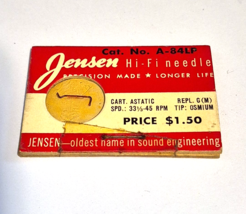 Cat. No. A-84LP
Jensen Hi-Fi needle
PRECISION MADE ★ LONGER LIFE
CART. ASTATIC REPL. G(M)
SPD.: 33⅓-45 RPM TIP: OSMIUM
PRICE $1.50
JENSEN—oldest name in sound engineering